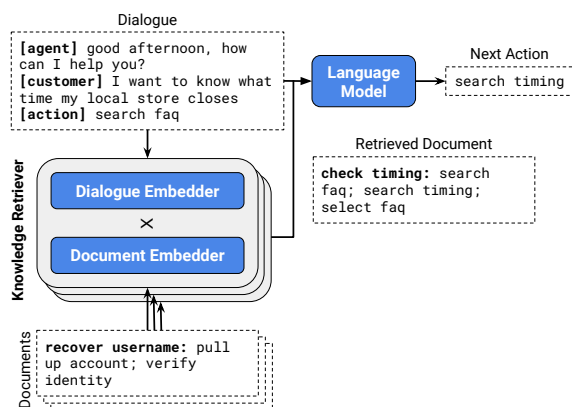 Dialogue
[agent] good afternoon, how
can I help you?
[customer] I want to know what
time my local store closes
[action] search faq
Language
Model
Next Action
search timing
Retrieved Document
check timing: search
faq; search timing;
select faq
Knowledge Retriever
Dialogue Embedder
X
Document Embedder
Documents
recover username: pull
up account; verify
identity